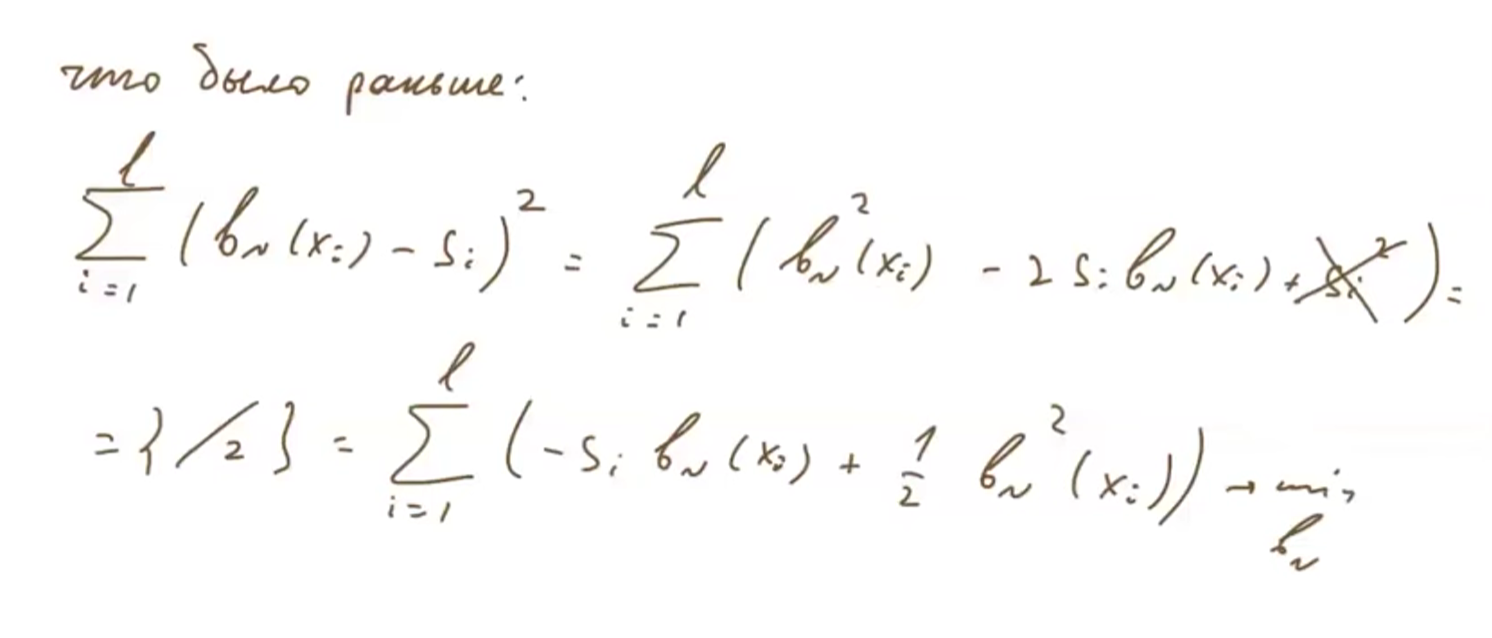 что было раньше:
$\sum_{i=1}^{l} (b_N(x_i) - s_i)^2 = \sum_{i=1}^{l} (b_N^2(x_i) - 2 s_i b_N(x_i) + \cancel{s_i^2}) =$
$= \{ /2 \} = \sum_{i=1}^{l} (-s_i b_N(x_i) + \frac{1}{2} b_N^2(x_i)) \to \min_{b_N}$